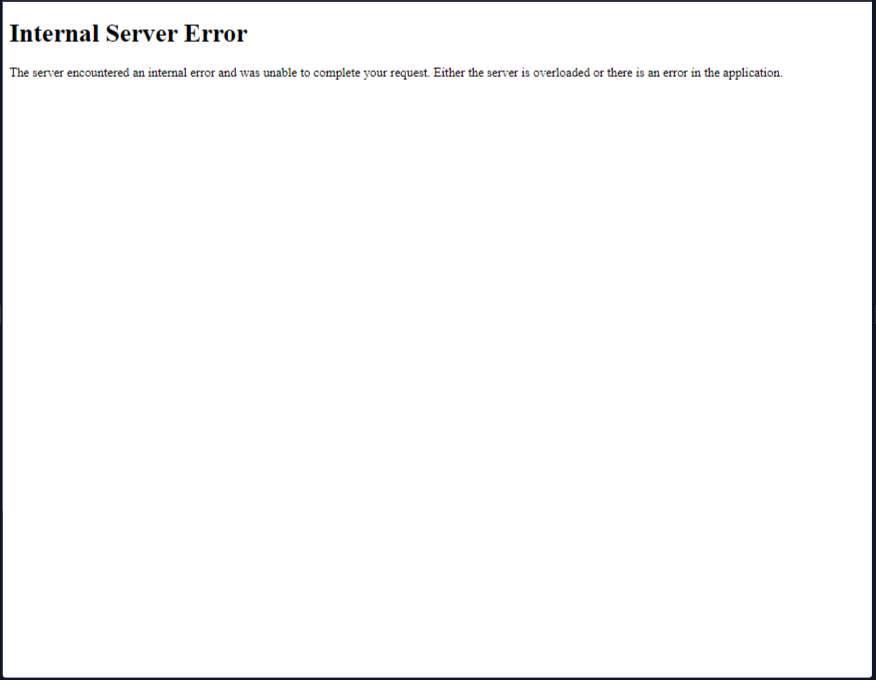 Internal Server Error
The server encountered an internal error and was unable to complete your request. Either the server is overloaded or there is an error in the application.